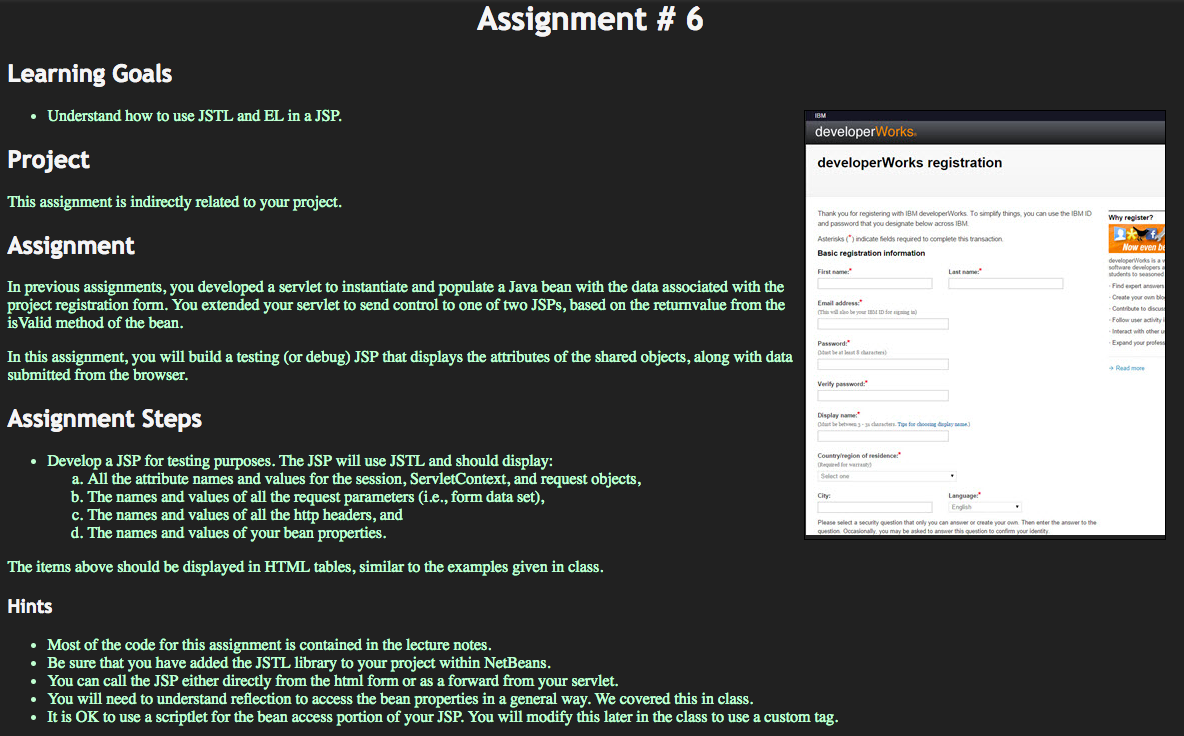 Assignment # 6
Learning Goals
• Understand how to use JSTL and EL in a JSP.
Project
This assignment is indirectly related to your project.
Assignment
In previous assignments, you developed a servlet to instantiate and populate a Java bean with the data associated with the
project registration form. You extended your servlet to send control to one of two JSPs, based on the returnvalue from the
isValid method of the bean.
In this assignment, you will build a testing (or debug) JSP that displays the attributes of the shared objects, along with data
submitted from the browser.
Assignment Steps
• Develop a JSP for testing purposes. The JSP will use JSTL and should display:
a. All the attribute names and values for the session, ServletContext, and request objects,
b. The names and values of all the request parameters (i.e., form data set),
c. The names and values of all the http headers, and
d. The names and values of your bean properties.
The items above should be displayed in HTML tables, similar to the examples given in class.
Hints
• Most of the code for this assignment is contained in the lecture notes.
• Be sure that you have added the JSTL library to your project within NetBeans.
• You can call the JSP either directly from the html form or as a forward from your servlet.
• You will need to understand reflection to access the bean properties in a general way. We covered this in class.
• It is OK to use a scriptlet for the bean access portion of your JSP. You will modify this later in the class to use a custom tag.
IBM
developerWorks.
developerWorks registration
Thank you for registering with IBM developerWorks. To simplify things, you can use the IBM ID
and password that you designate below across IBM.
Asterisks (*) indicate fields required to complete this transaction.
Basic registration information
First name:* Last name:*
Email address:*
(This will also be your IBM ID for signing in)
Password:*
(Must be at least 8 characters)
Verify password:*
Display name:*
(Must be between 3 - 31 characters. Tips for choosing display name.)
Country/region of residence:*
(Required for warranty)
Select one
City: Language:*
English
Please select a security question that only you can answer or create your own. Then enter the answer to the
question. Occasionally, you may be asked to answer this question to confirm your identity.
Why register?
Now even be
developerWorks is a
software developers a
students to seasoned
· Find expert answers
· Create your own blo
· Contribute to discus
· Follow user activity
· Interact with other u
· Expand your profess
→ Read more